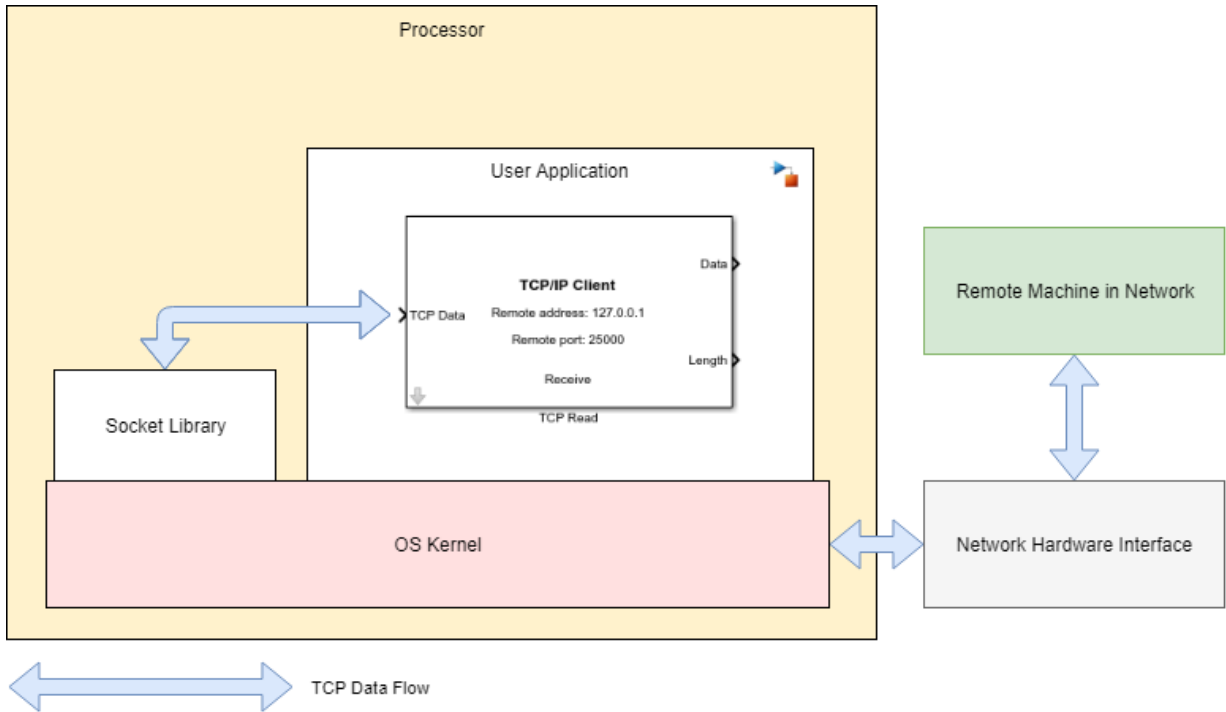 Processor
User Application
TCP/IP Client
Remote address: 127.0.0.1
Remote port: 25000
Receive
TCP Data
Data
Length
TCP Read
Socket Library
OS Kernel
Remote Machine in Network
Network Hardware Interface
TCP Data Flow